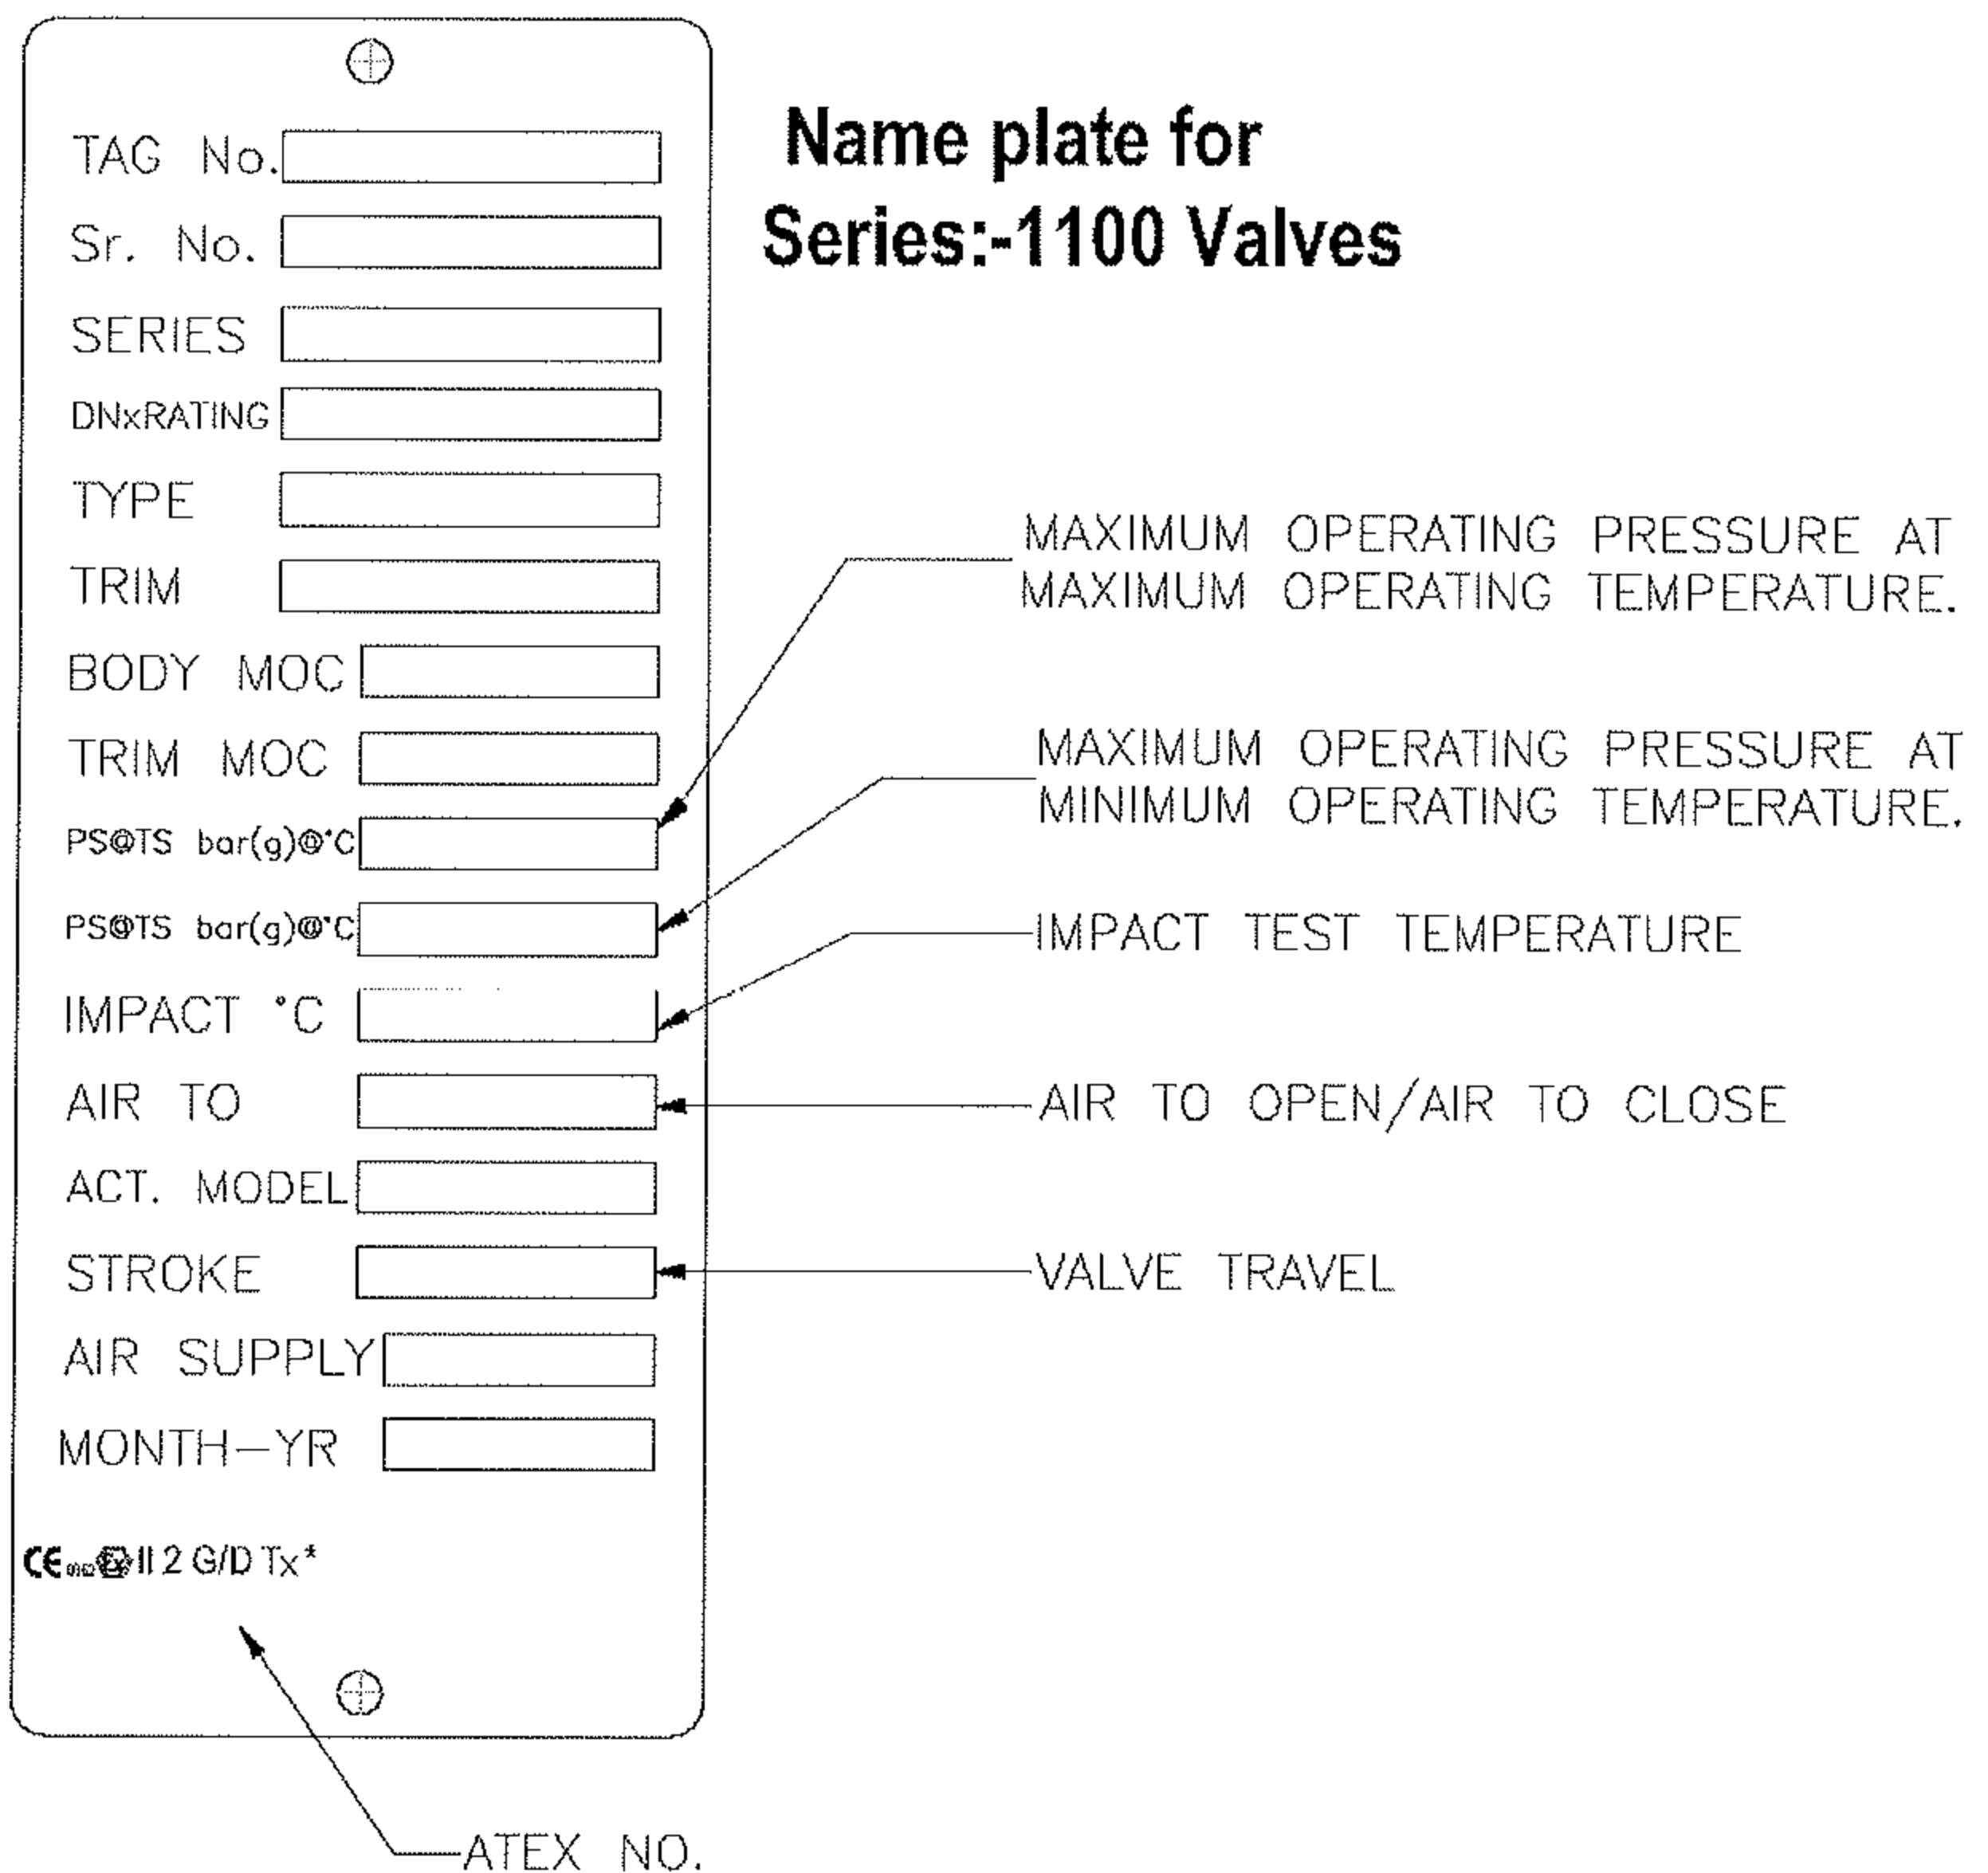 Name plate for
Series:-1100 Valves
TAG No.
Sr. No.
SERIES
DNxRATING
TYPE
TRIM
BODY MOC
TRIM MOC
PS@TS bar(g)@°C
PS@TS bar(g)@°C
IMPACT °C
AIR TO
ACT. MODEL
STROKE
AIR SUPPLY
MONTH-YR
CE Ex II 2 G/D Tx*
MAXIMUM OPERATING PRESSURE AT
MAXIMUM OPERATING TEMPERATURE.
MAXIMUM OPERATING PRESSURE AT
MINIMUM OPERATING TEMPERATURE.
IMPACT TEST TEMPERATURE
AIR TO OPEN/AIR TO CLOSE
VALVE TRAVEL
ATEX NO.